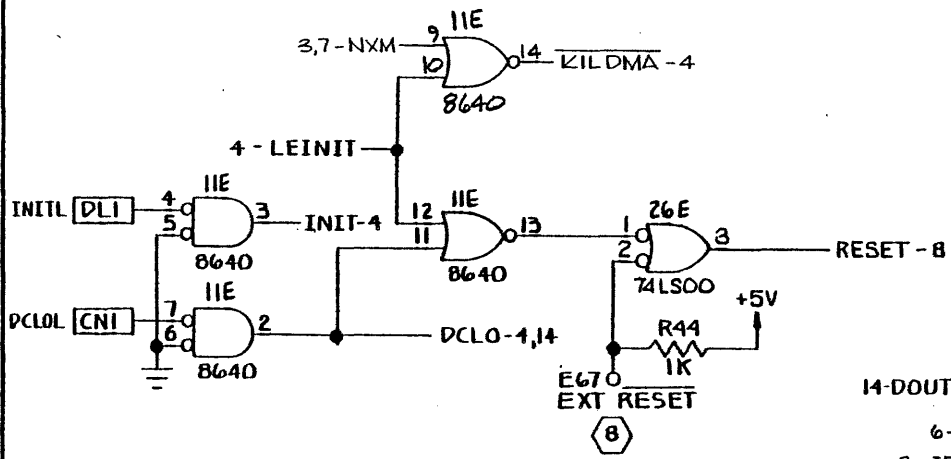 11E
3,7-NXM
9
10
14
KILDMA-4
8640
4-LEINIT
11E
INITL
DL1
4
5
3
INIT-4
8640
11E
12
11
13
8640
26E
1
2
3
RESET-8
74LS00
+5V
11E
DCLOL
CN1
7
6
2
DCLO-4,14
8640
R44
1K
E67
EXT RESET
8
14-DOUT
6-